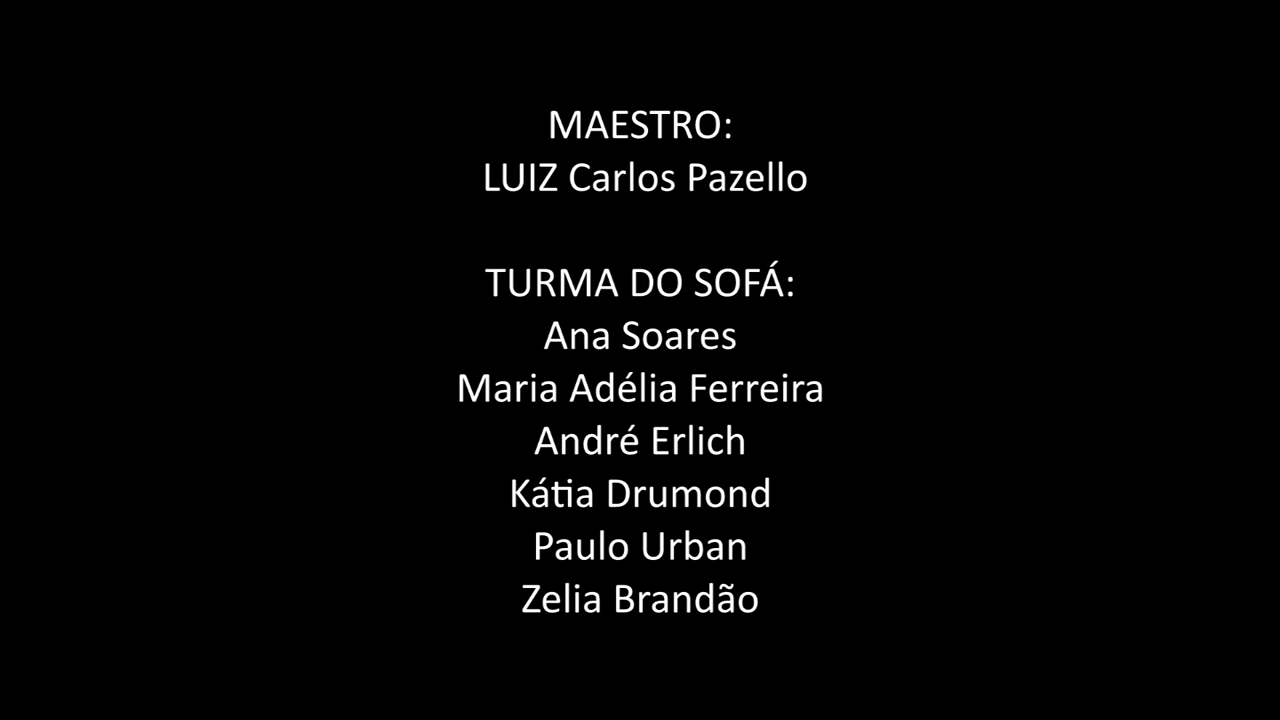 MAESTRO:
LUIZ Carlos Pazello
TURMA DO SOFÁ:
Ana Soares
Maria Adélia Ferreira
André Erlich
Kátia Drumond
Paulo Urban
Zelia Brandão